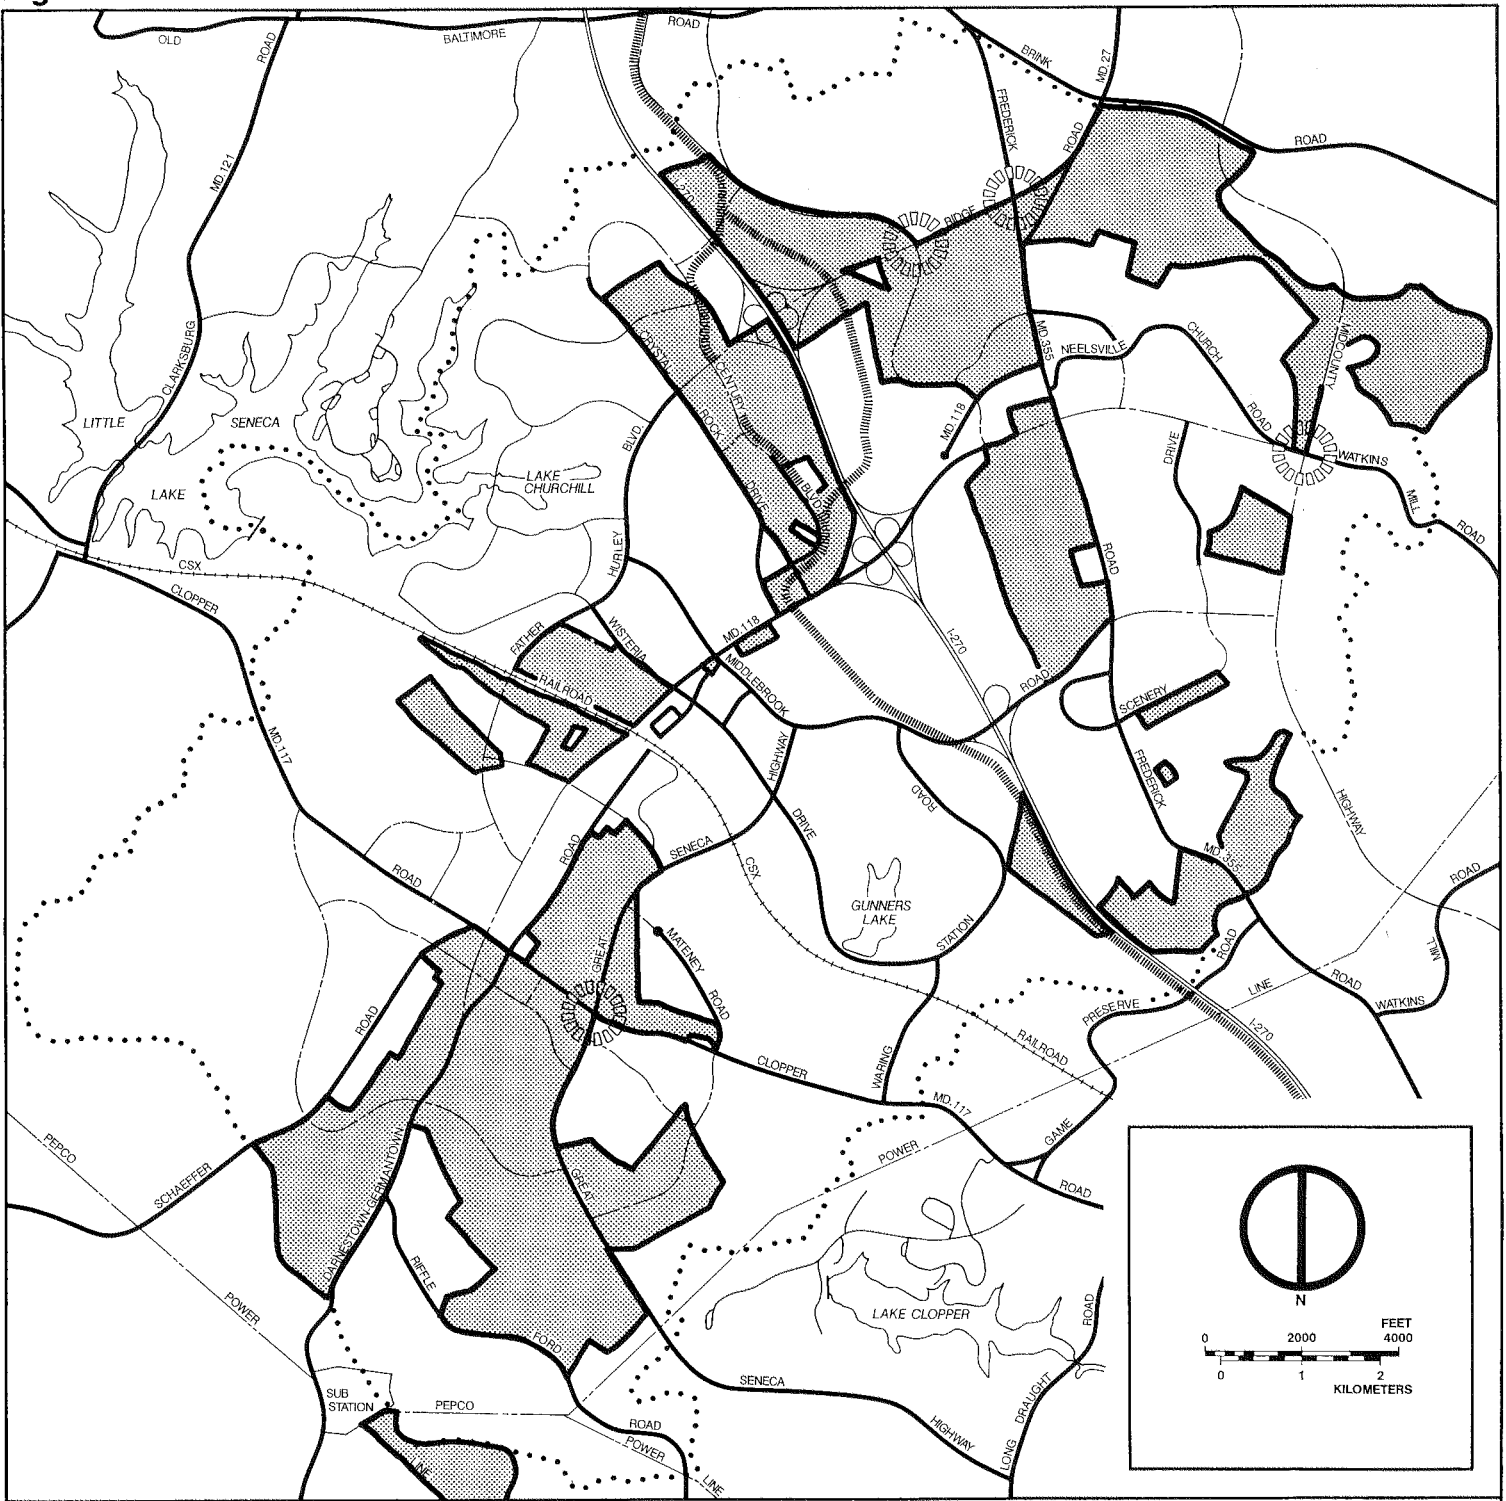 OLD
ROAD
BALTIMORE
ROAD
BRINK
MD.27
FREDERICK
ROAD
ROAD
MD.121
I-270
RIDGE
CLARKSBURG
LITTLE
SENECA
LAKE
CRYSTAL
ROCK
DRIVE
CENTURY
BLVD.
MD.355
NEELSVILLE
CHURCH
ROAD
MIDCOUNTY
WATKINS
MILL
ROAD
BLVD.
HURLEY
LAKE
CHURCHILL
MD.118
DRIVE
ROAD
CSX
CLOPPER
FATHER
WISTERIA
RAILROAD
MD.118
MIDDLEBROOK
I-270
ROAD
SCENERY
MD.117
HIGHWAY
DRIVE
ROAD
FREDERICK
HIGHWAY
MD.355
ROAD
ROAD
SENECA
CSX
GUNNERS
LAKE
STATION
ROAD
MILL
WATKINS
ROAD
GREAT
MATENEY
ROAD
ROAD
CLOPPER
WARING
RAILROAD
PRESERVE
ROAD
LINE
I-270
MD.117
GAME
POWER
ROAD
PEPCO
SCHAEFFER
DARNESTOWN
GERMANTOWN
GREAT
RIFFLE
FORD
POWER
LAKE CLOPPER
ROAD
SUB
STATION
PEPCO
ROAD
POWER
LINE
LINE
SENECA
HIGHWAY
LONG
DRAUGHT
N
FEET
0 2000 4000
0 1 2
KILOMETERS